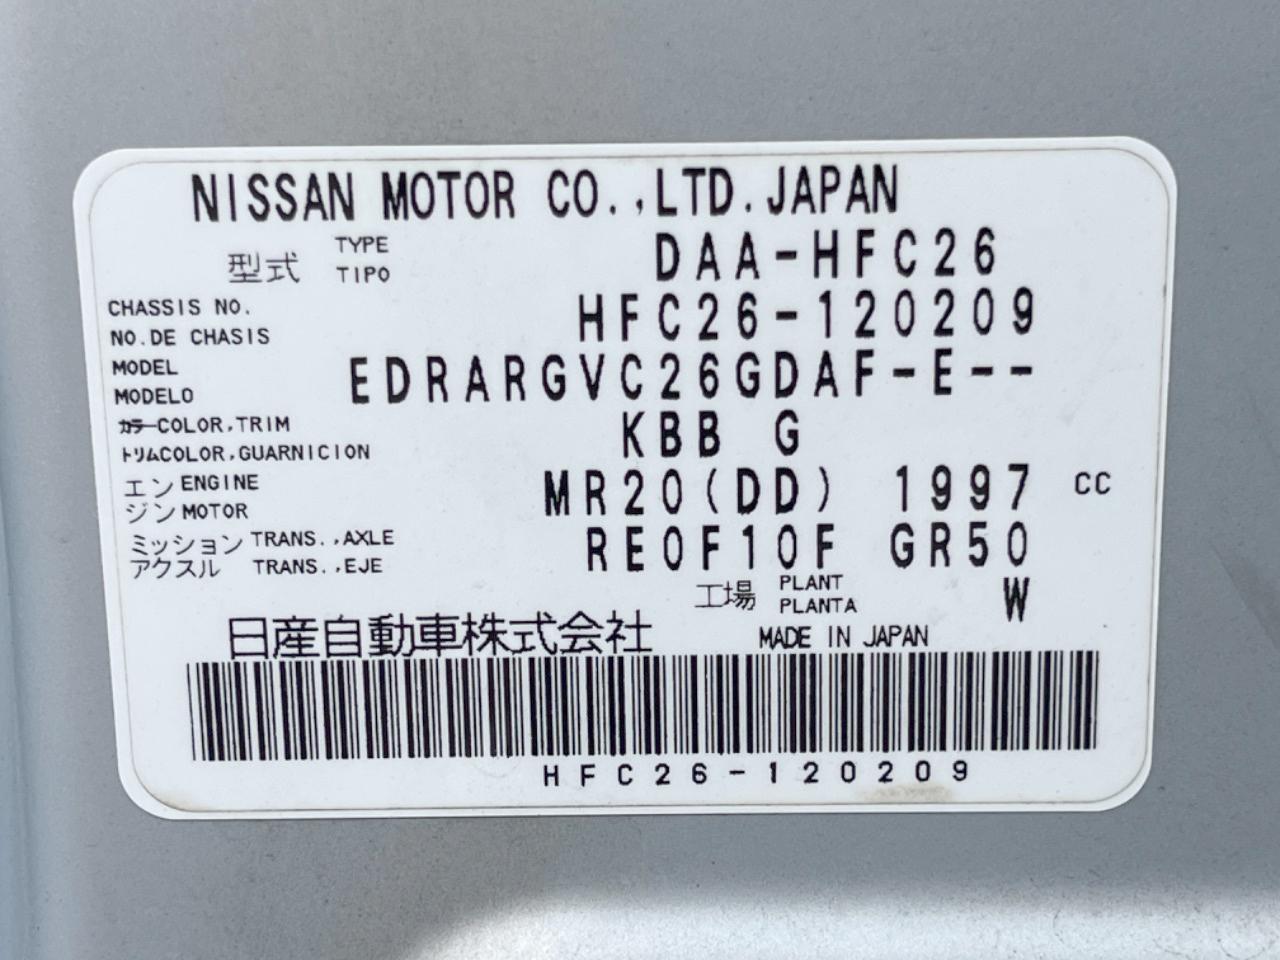 NISSAN MOTOR CO.,LTD.JAPAN
型式 TYPE TIPO DAA-HFC26
CHASSIS NO. HFC26-120209
NO.DE CHASIS
MODEL EDRARGVC26GDAF-E--
MODELO
カラーCOLOR,TRIM KBB G
トリムCOLOR,GUARNICION
エンジン ENGINE MR20(DD) 1997 CC
MOTOR
ミッション TRANS.,AXLE RE0F10F GR50
アクスル TRANS.,EJE
工場 PLANT PLANTA W
日産自動車株式会社 MADE IN JAPAN
HFC26-120209